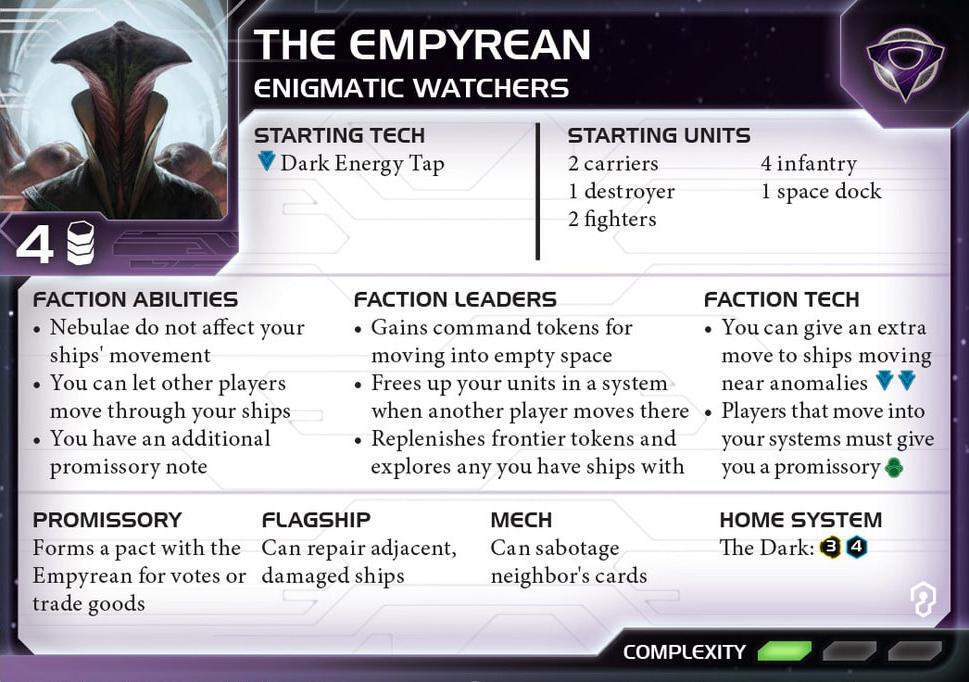 THE EMPYREAN
ENIGMATIC WATCHERS
4
STARTING TECH
Dark Energy Tap
STARTING UNITS
2 carriers
1 destroyer
2 fighters
4 infantry
1 space dock
FACTION ABILITIES
• Nebulae do not affect your
ships' movement
• You can let other players
move through your ships
• You have an additional
promissory note
FACTION LEADERS
• Gains command tokens for
moving into empty space
• Frees up your units in a system
when another player moves there
• Replenishes frontier tokens and
explores any you have ships with
FACTION TECH
• You can give an extra
move to ships moving
near anomalies
• Players that move into
your systems must give
you a promissory
PROMISSORY
Forms a pact with the
Empyrean for votes or
trade goods
FLAGSHIP
Can repair adjacent,
damaged ships
MECH
Can sabotage
neighbor's cards
HOME SYSTEM
The Dark: 3 4
COMPLEXITY